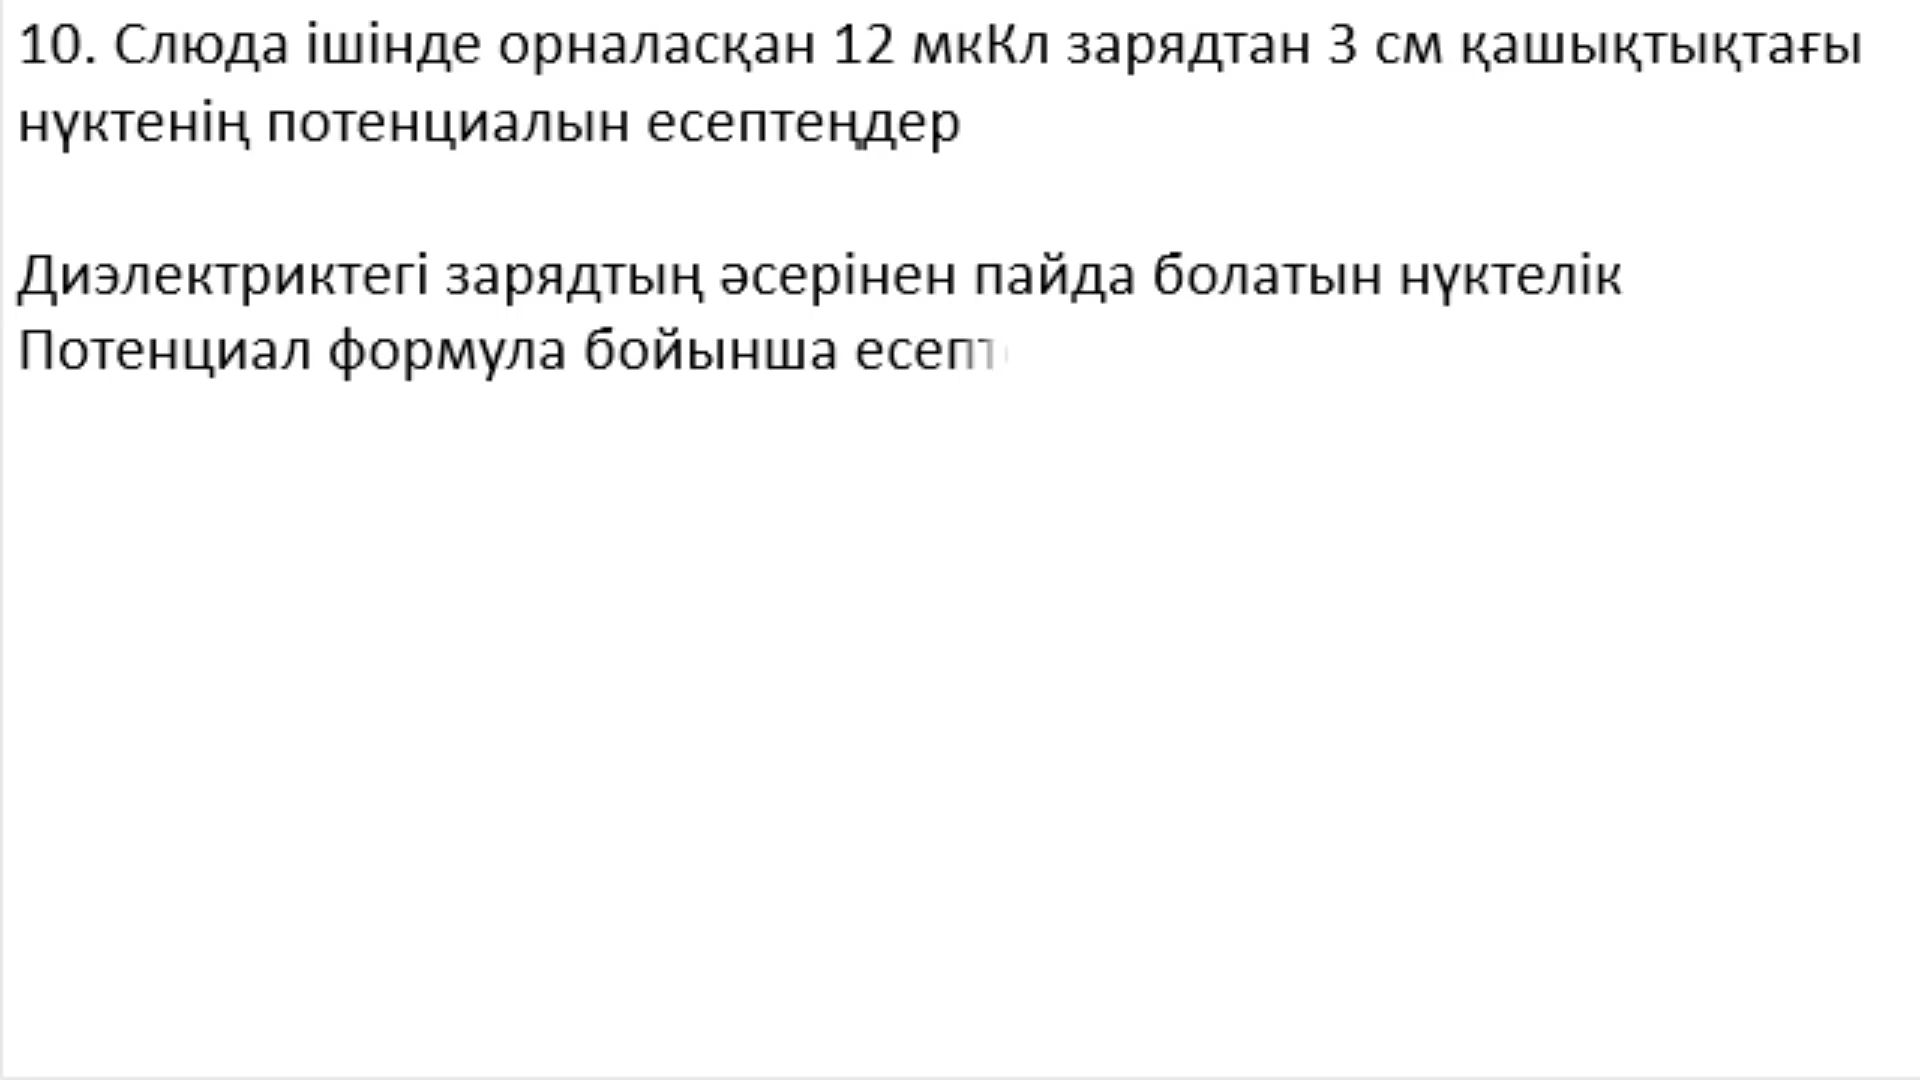 10. Слюда ішінде орналасқан 12 мкКл зарядтан 3 см қашықтықтағы
нүктенің потенциалын есептеңдер
Диэлектриктегі зарядтың әсерінен пайда болатын нүктелік
Потенциал формула бойынша есепт